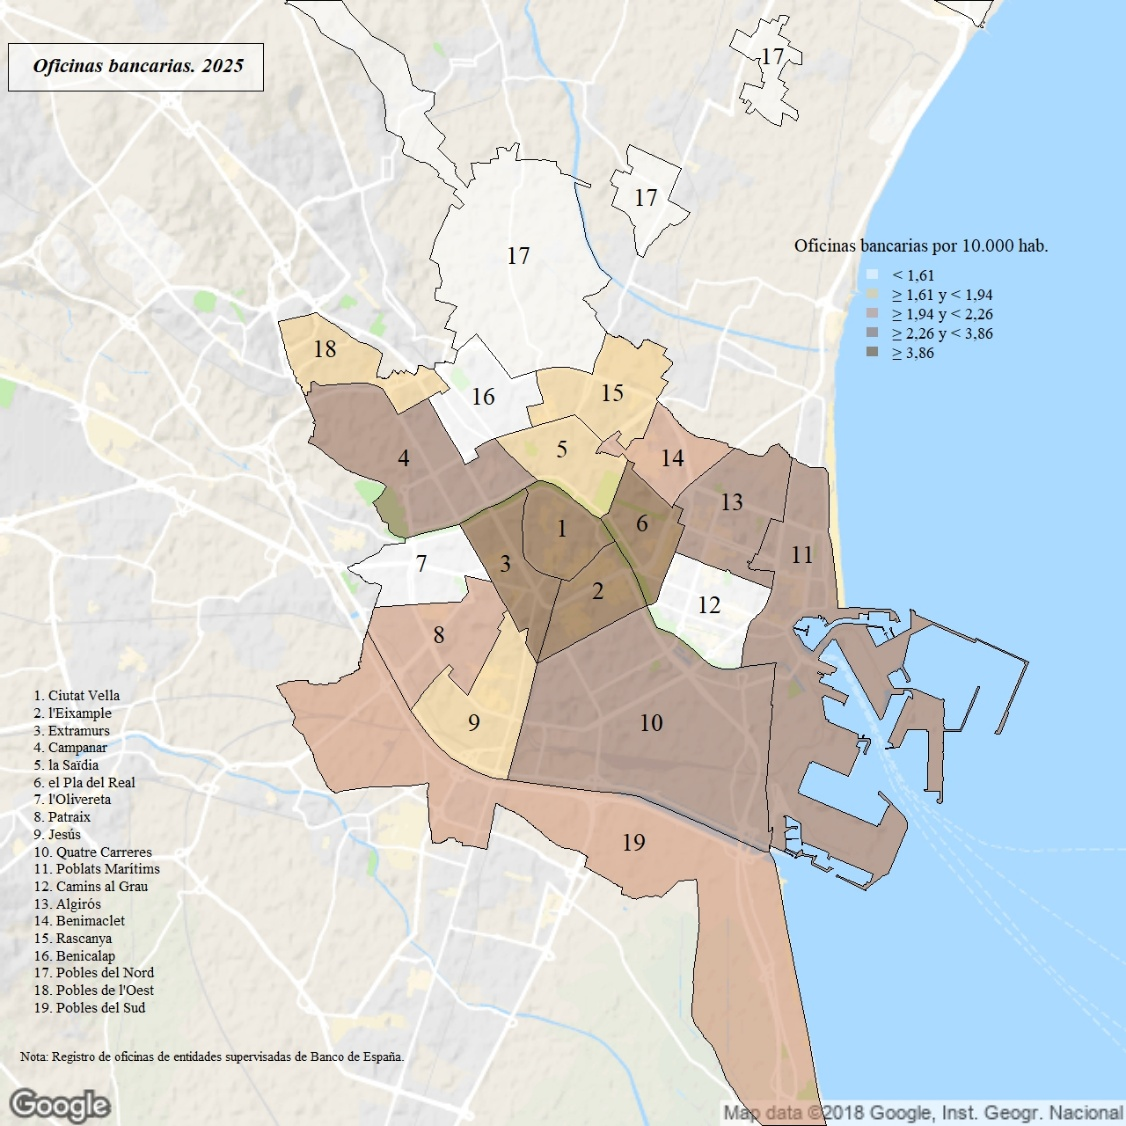 Oficinas bancarias. 2025
17
17
17
Oficinas bancarias por 10.000 hab.
< 1,61
≥ 1,61 y < 1,94
≥ 1,94 y < 2,26
≥ 2,26 y < 3,86
≥ 3,86
18
16
15
5
4
14
13
6
1
3
7
11
2
12
8
9
10
19
1. Ciutat Vella
2. l'Eixample
3. Extramurs
4. Campanar
5. la Saïdia
6. el Pla del Real
7. l'Olivereta
8. Patraix
9. Jesús
10. Quatre Carreres
11. Poblats Marítims
12. Camins al Grau
13. Algirós
14. Benimaclet
15. Rascanya
16. Benicalap
17. Pobles del Nord
18. Pobles de l'Oest
19. Pobles del Sud
Nota: Registro de oficinas de entidades supervisadas de Banco de España.
Google
Map data ©2018 Google, Inst. Geogr. Nacional